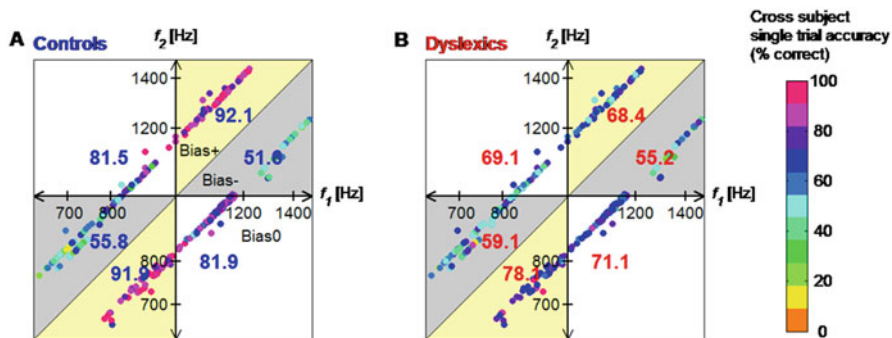 A Controls
f2 [Hz]
1400
1200
92.1
81.5
Bias+
51.6
Bias-
f1 [Hz]
700 800
1200 1400
Bias0
55.8
800
91.9
81.9
700
B Dyslexics
f2 [Hz]
1400
1200
68.4
69.1
55.2
f1 [Hz]
700 800
1200 1400
59.1
800
78.1
71.1
700
Cross subject
single trial accuracy
(% correct)
100
80
60
40
20
0